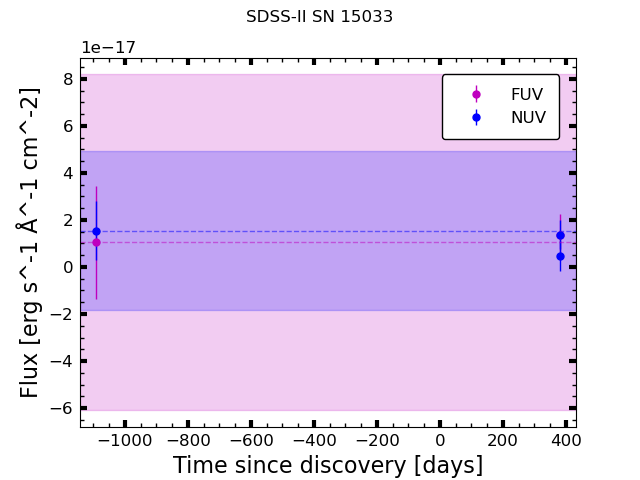 SDSS-II SN 15033
1e−17
8
6
4
2
0
−2
−4
−6
Flux [erg s^-1 Å^-1 cm^-2]
FUV
NUV
−1000 −800 −600 −400 −200 0 200 400
Time since discovery [days]